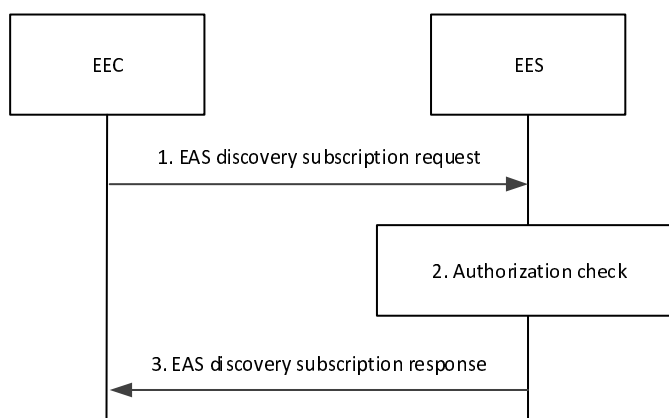 EEC
EES
1. EAS discovery subscription request
2. Authorization check
3. EAS discovery subscription response